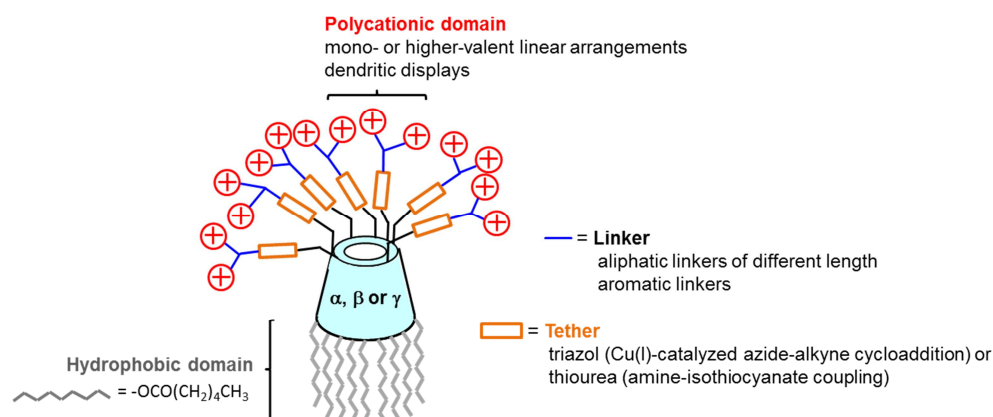 Polycationic domain
mono- or higher-valent linear arrangements
dendritic displays
α, β or γ
= Linker
aliphatic linkers of different length
aromatic linkers
= Tether
triazol (Cu(I)-catalyzed azide-alkyne cycloaddition) or
thiourea (amine-isothiocyanate coupling)
Hydrophobic domain
= -OCO(CH₂)₄CH₃